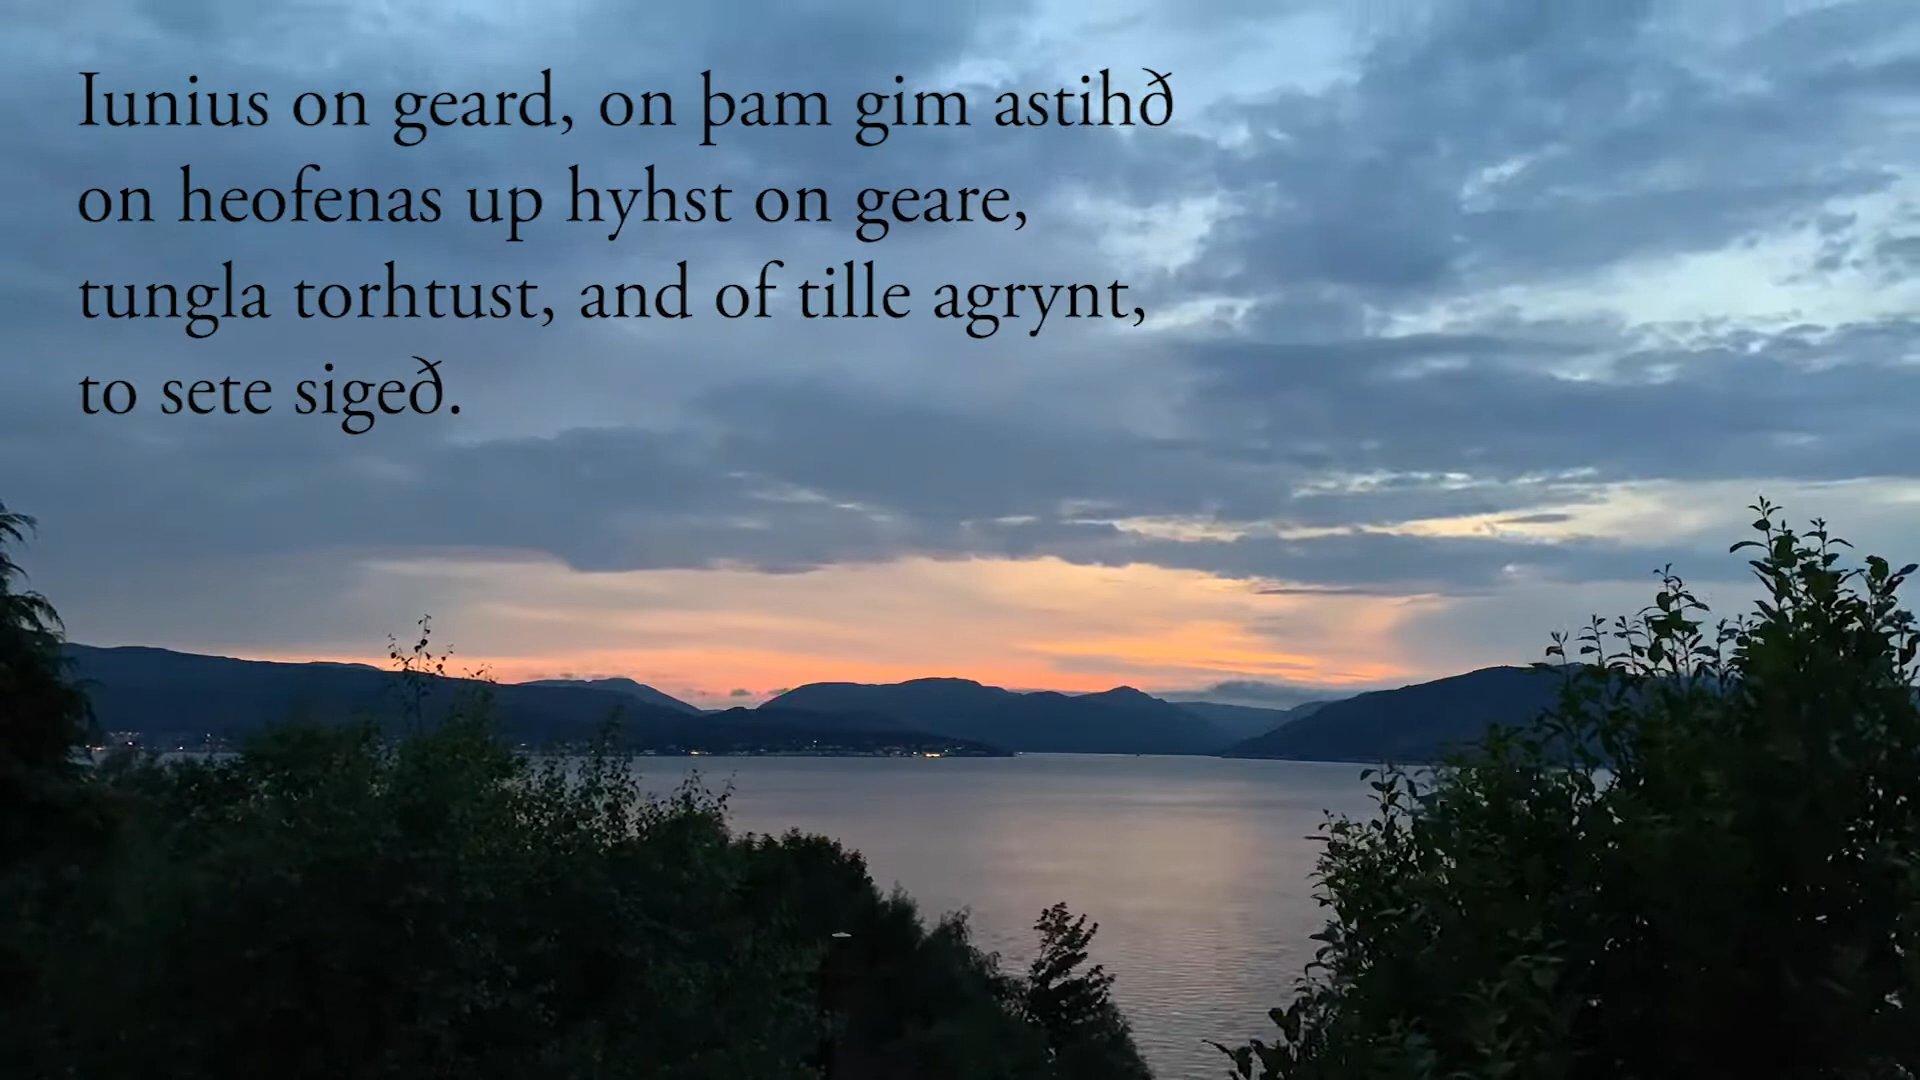 Iunius on geard, on þam gim astihð
on heofenas up hyhst on geare,
tungla torhtust, and of tille agrynt,
to sete sigeð.